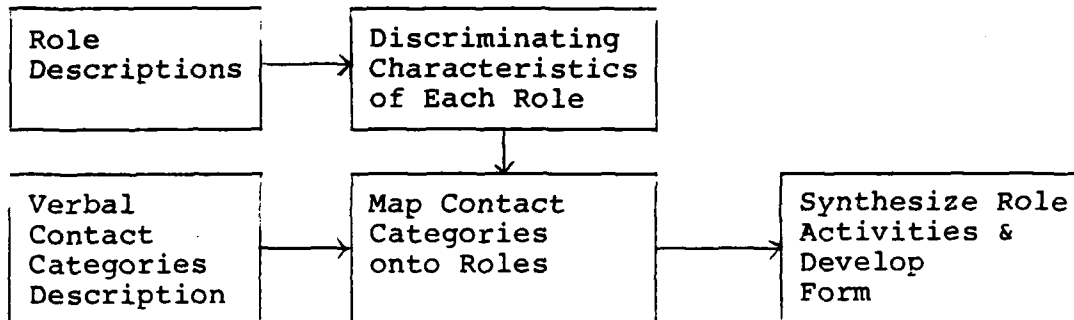 Role
Descriptions
Discriminating
Characteristics
of Each Role
Verbal
Contact
Categories
Description
Map Contact
Categories
onto Roles
Synthesize Role
Activities &
Develop
Form